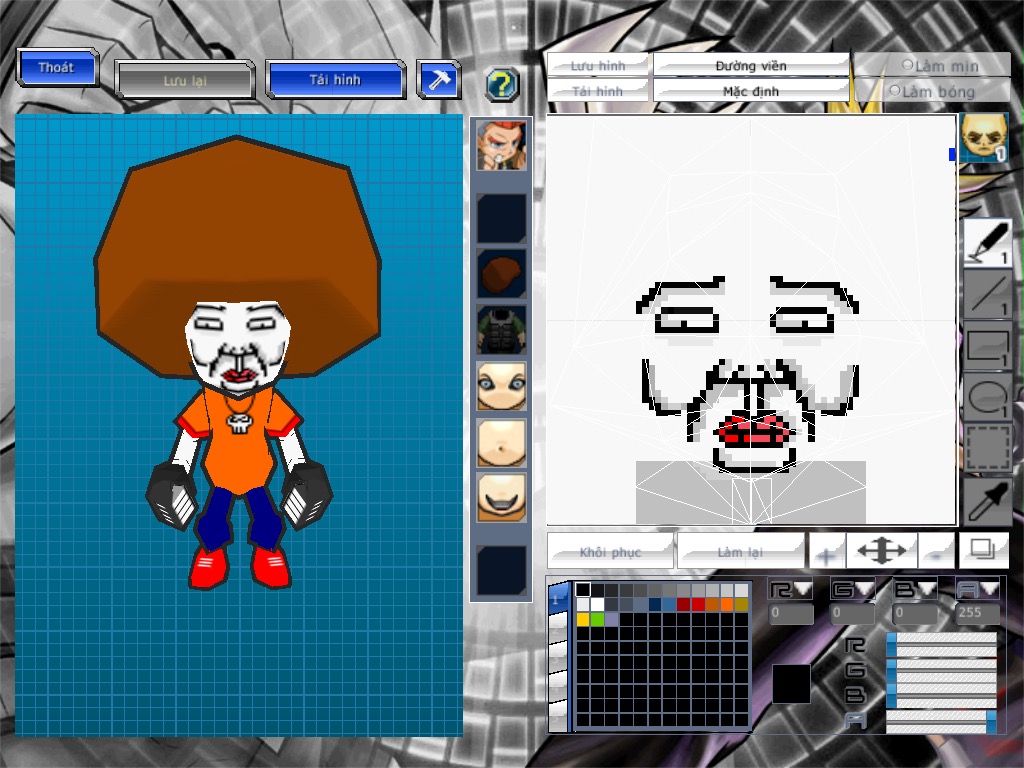 Thoát
Lưu lại
Tải hình
?
Lưu hình
Đường viền
Làm mịn
Tải hình
Mặc định
Làm bóng
1
1
1
1
1
Khôi phục
Làm lại
+
-
1
R
G
B
A
0
0
0
255
R
G
B
A